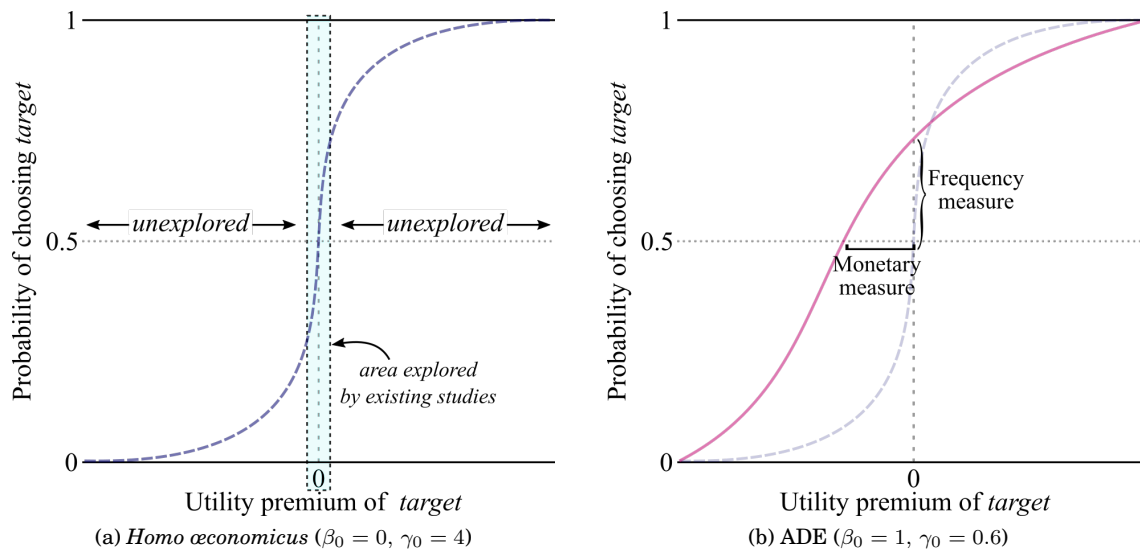 1
0.5
0
Probability of choosing target
unexplored
unexplored
area explored
by existing studies
0
Utility premium of target
(a) Homo œconomicus (β₀ = 0, γ₀ = 4)
1
0.5
0
Probability of choosing target
Frequency
measure
Monetary
measure
0
Utility premium of target
(b) ADE (β₀ = 1, γ₀ = 0.6)